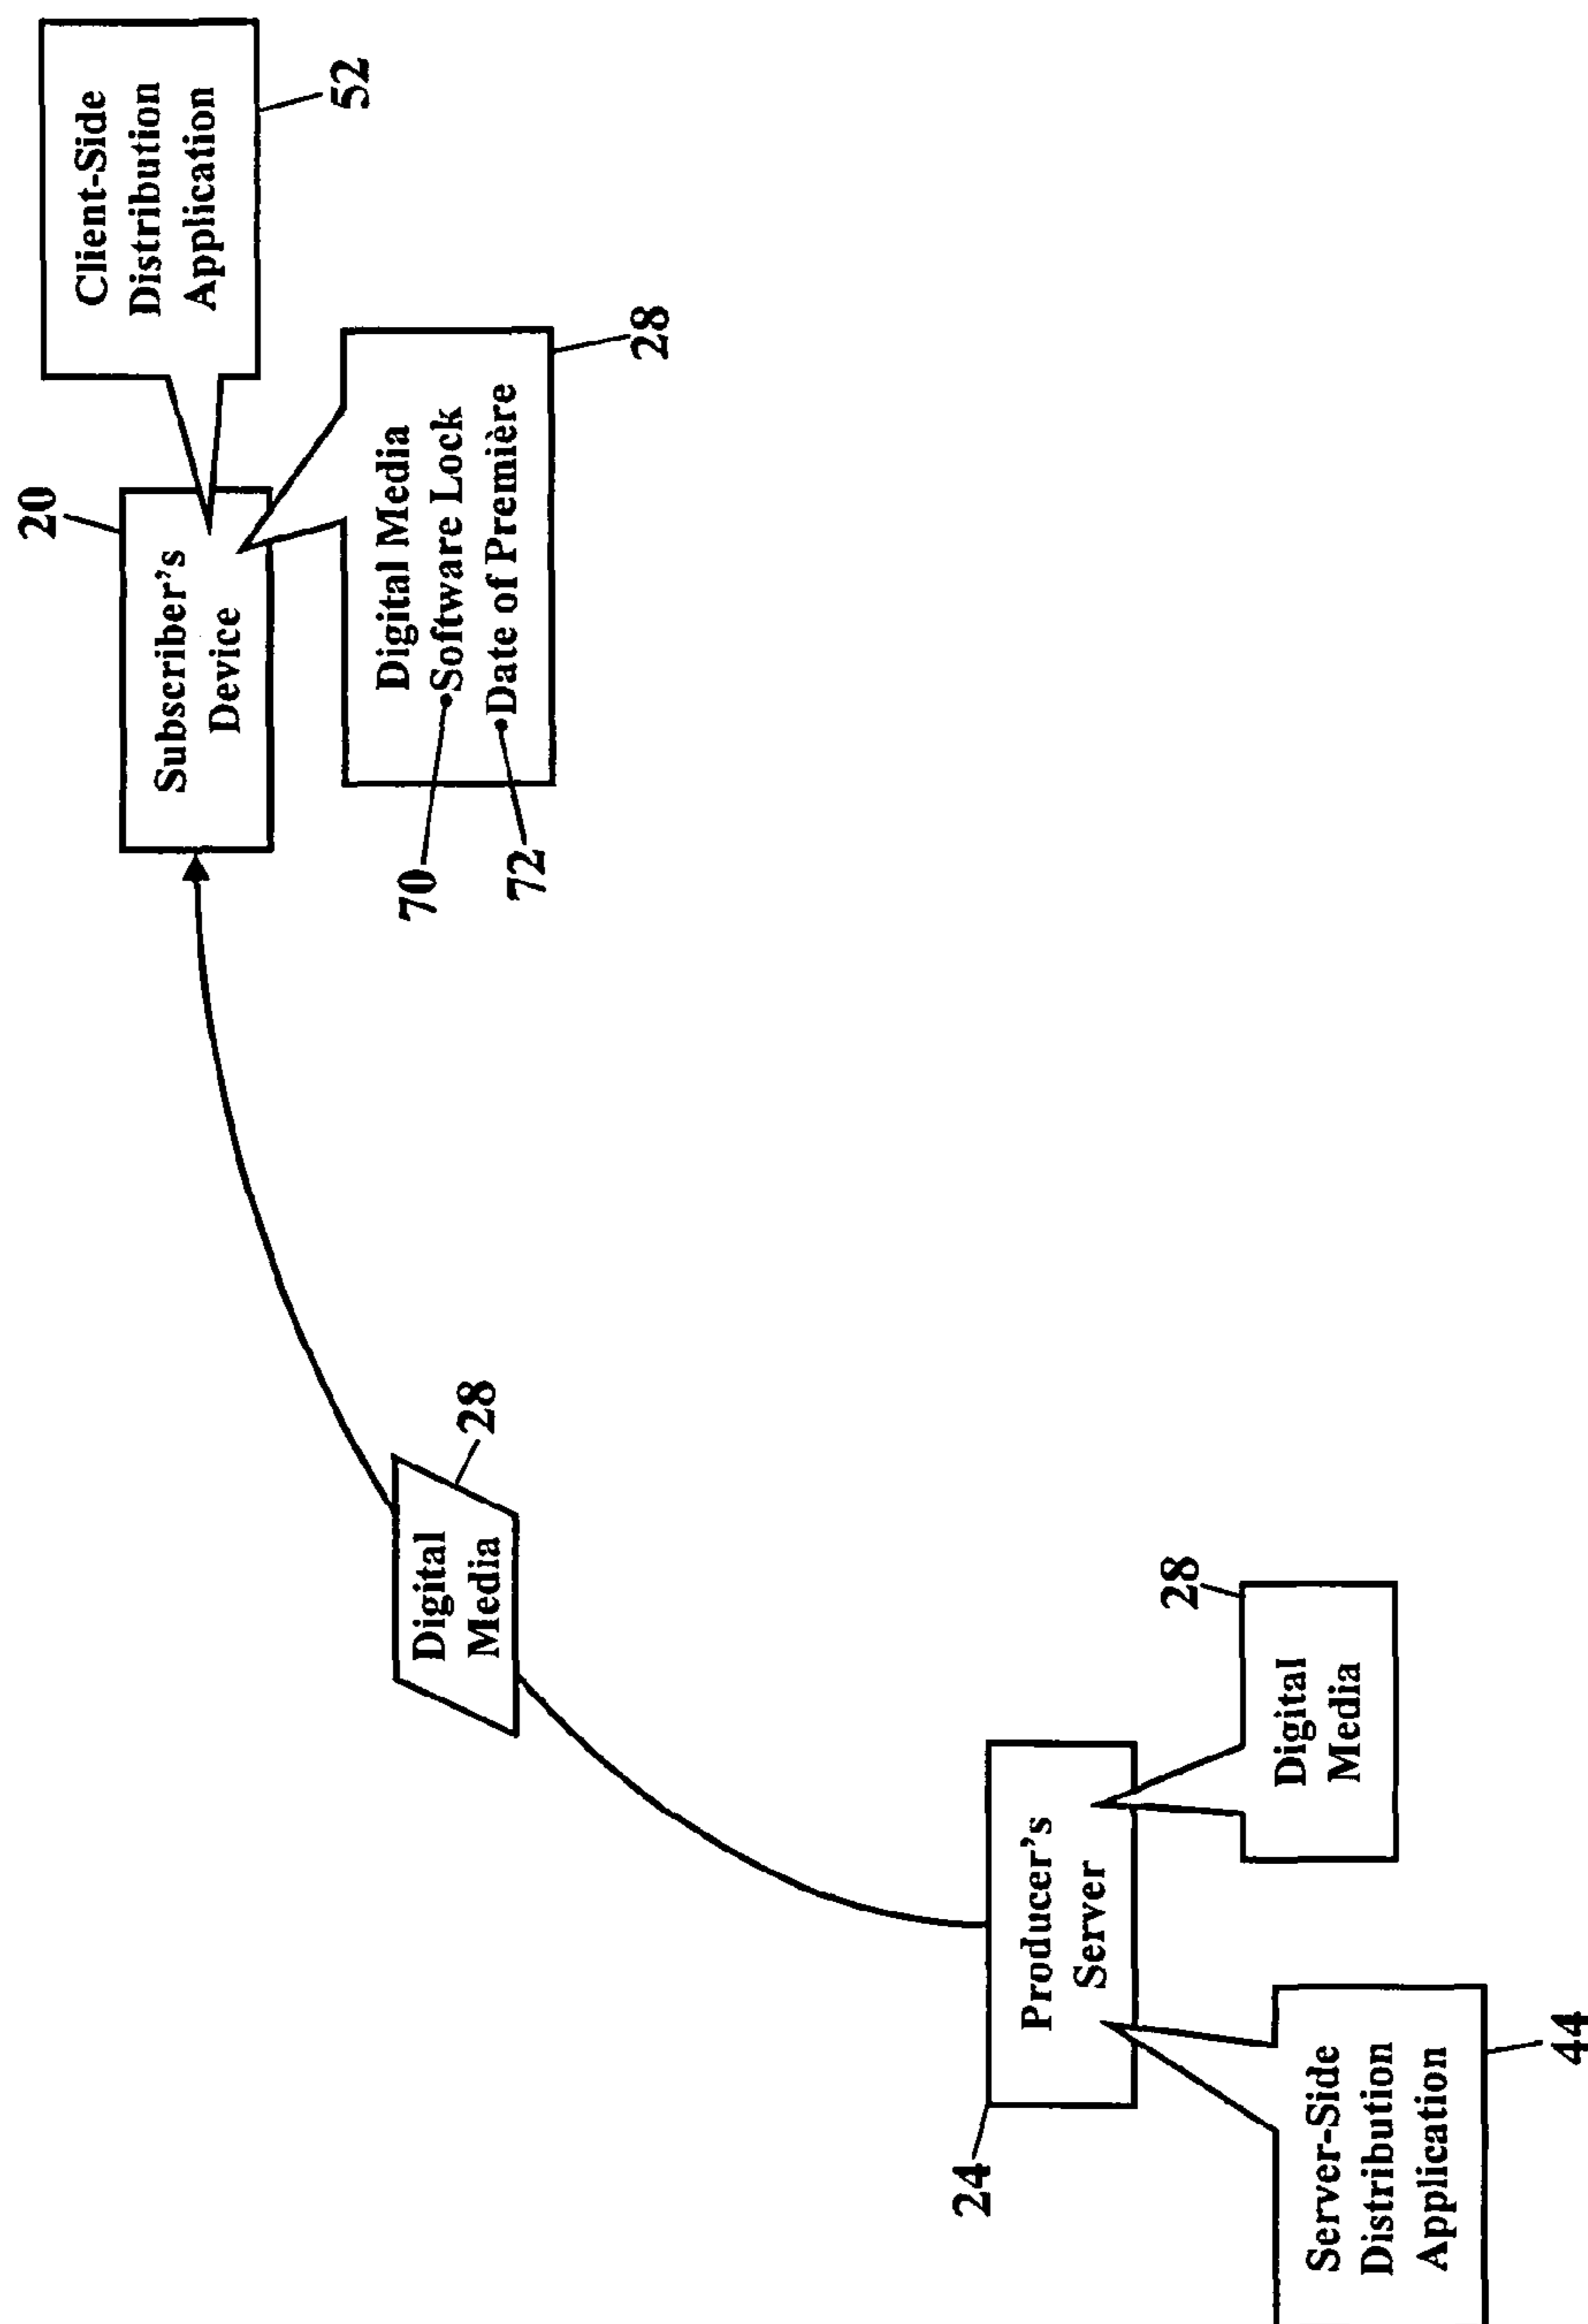 20
Subscriber's
Device
Client-Side
Distribution
Application
52
Digital Media
•Software Lock
•Date of Première
28
70
72
Digital
Media
28
24
Producer's
Server
Digital
Media
28
Server-Side
Distribution
Application
44